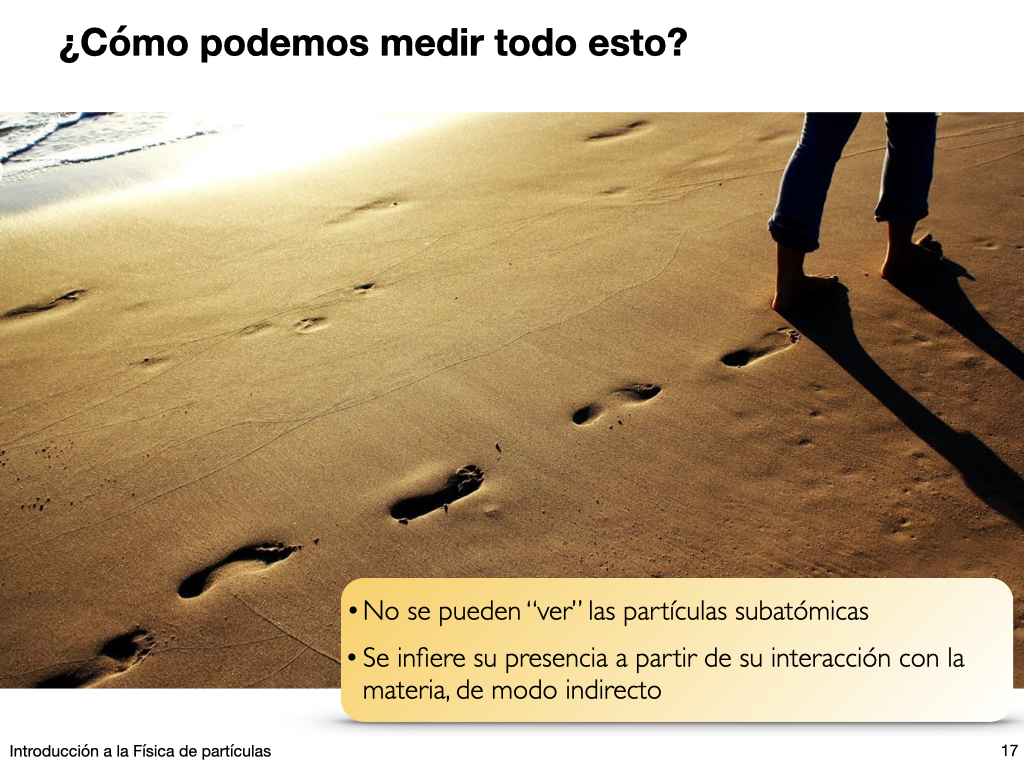 ¿Cómo podemos medir todo esto?
• No se pueden “ver” las partículas subatómicas
• Se infiere su presencia a partir de su interacción con la
materia, de modo indirecto
Introducción a la Física de partículas
17